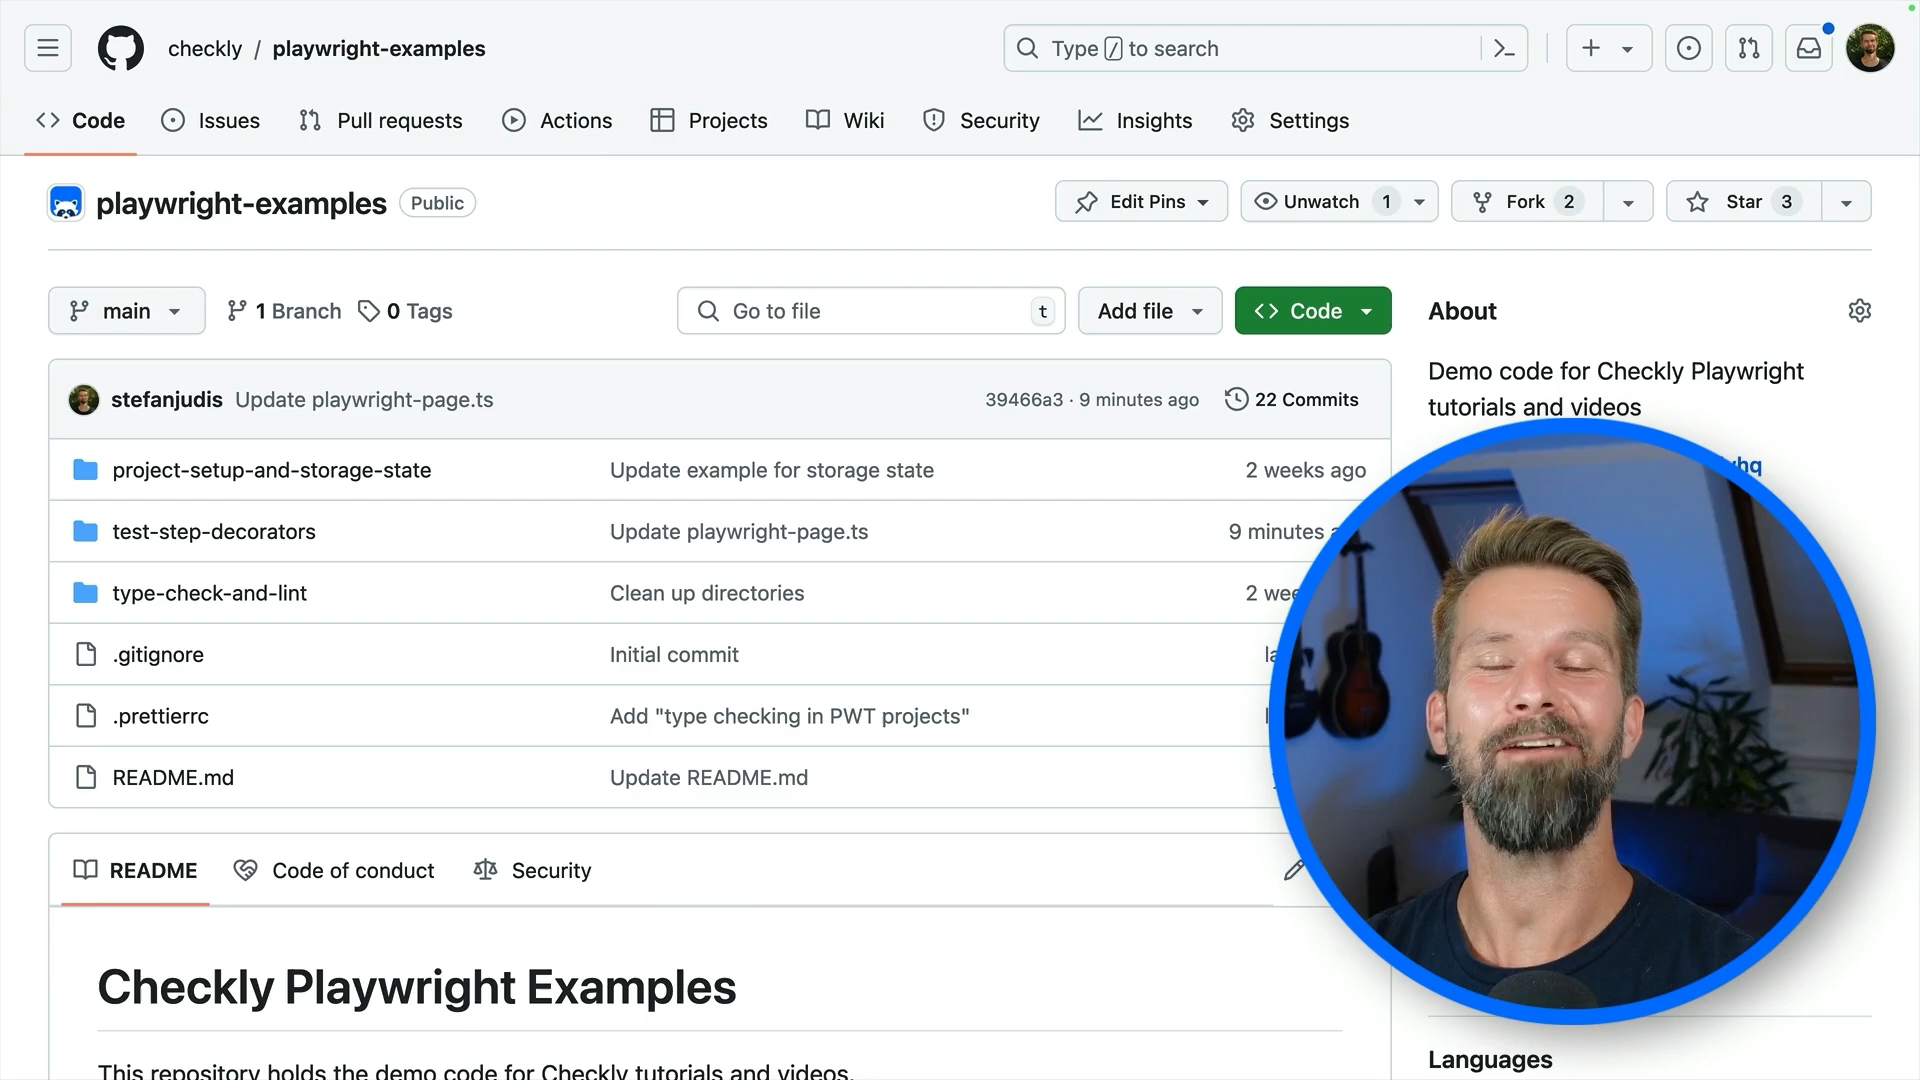 checkly / playwright-examples
Type / to search
Code Issues Pull requests Actions Projects Wiki Security Insights Settings
playwright-examples Public
Edit Pins Unwatch 1 Fork 2 Star 3
main 1 Branch 0 Tags
Go to file t Add file Code
About
Demo code for Checkly Playwright
tutorials and videos
stefanjudis Update playwright-page.ts 39466a3 · 9 minutes ago 22 Commits
project-setup-and-storage-state Update example for storage state 2 weeks ago
test-step-decorators Update playwright-page.ts 9 minutes
type-check-and-lint Clean up directories 2
.gitignore Initial commit
.prettierrc Add "type checking in PWT projects"
README.md Update README.md
README Code of conduct Security
Checkly Playwright Examples
This repository holds the demo code for Checkly tutorials and videos.
Languages